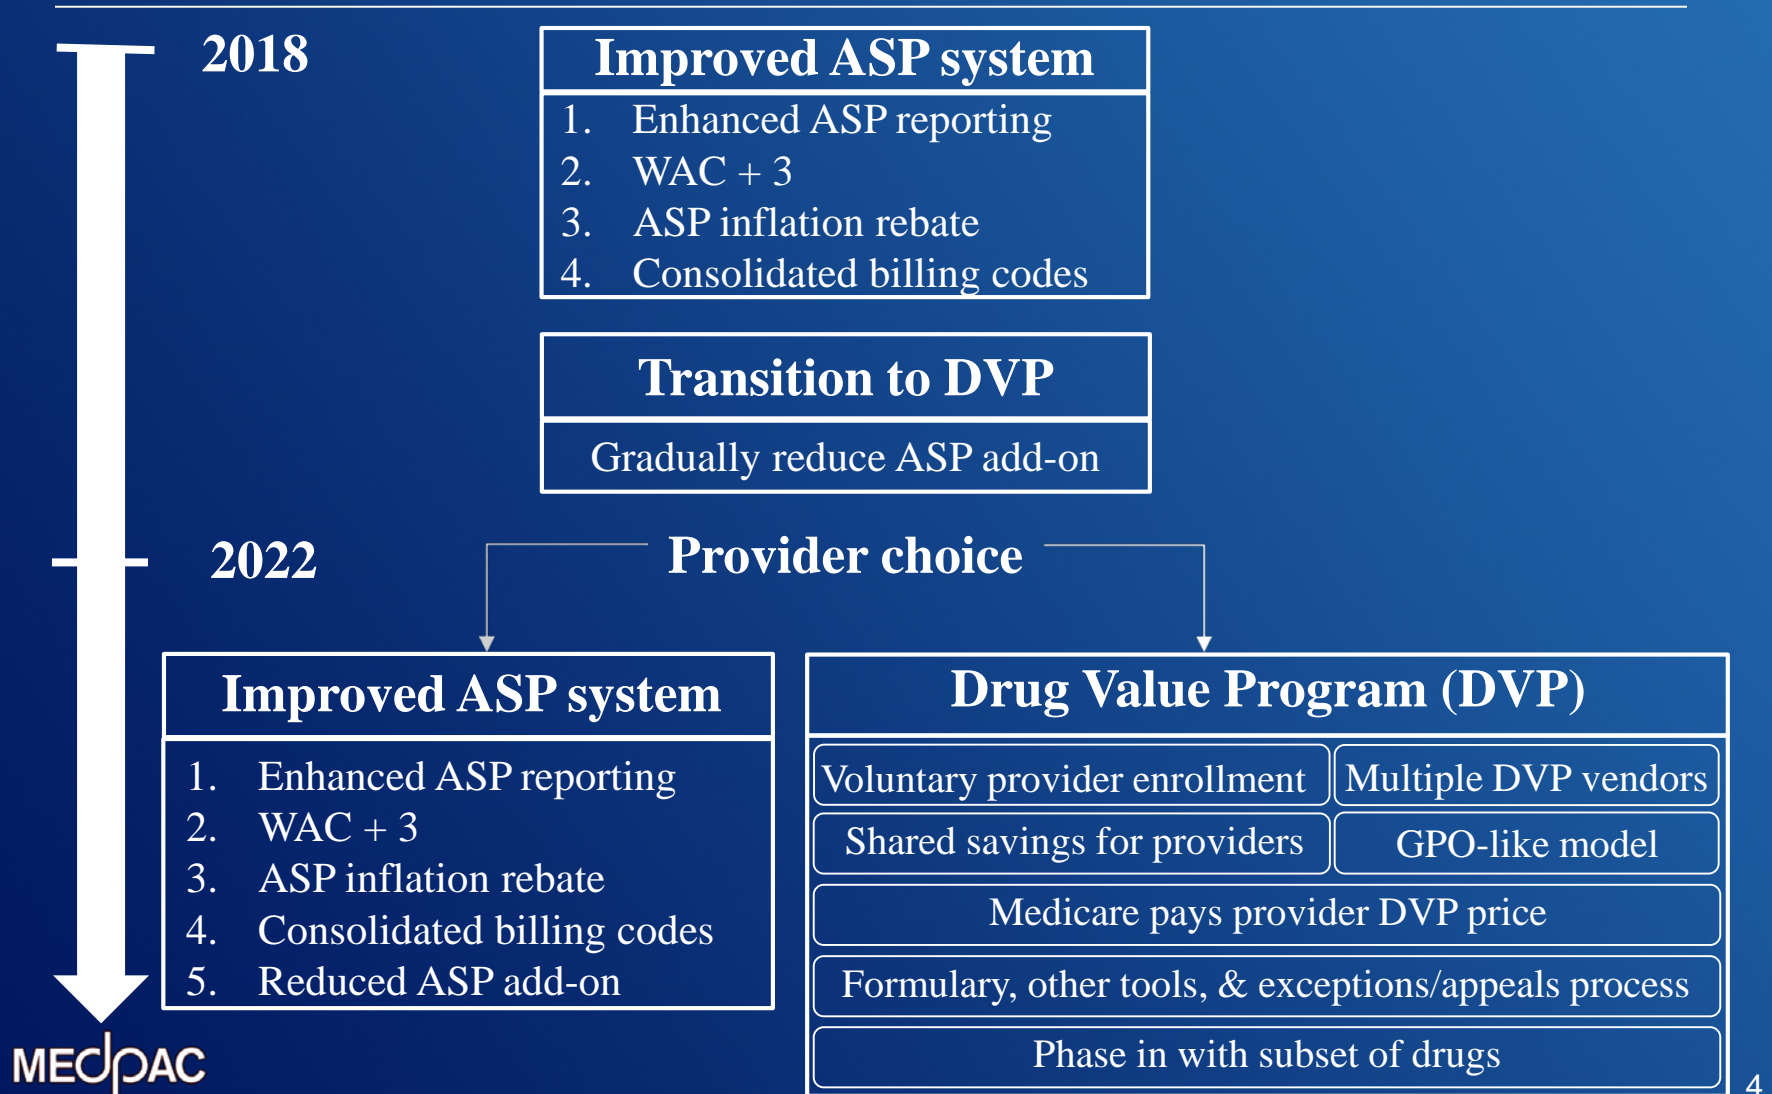 2018
Improved ASP system
1. Enhanced ASP reporting
2. WAC + 3
3. ASP inflation rebate
4. Consolidated billing codes
Transition to DVP
Gradually reduce ASP add-on
2022
Provider choice
Improved ASP system
1. Enhanced ASP reporting
2. WAC + 3
3. ASP inflation rebate
4. Consolidated billing codes
5. Reduced ASP add-on
Drug Value Program (DVP)
Voluntary provider enrollment
Multiple DVP vendors
Shared savings for providers
GPO-like model
Medicare pays provider DVP price
Formulary, other tools, & exceptions/appeals process
Phase in with subset of drugs
MEdpAC
4